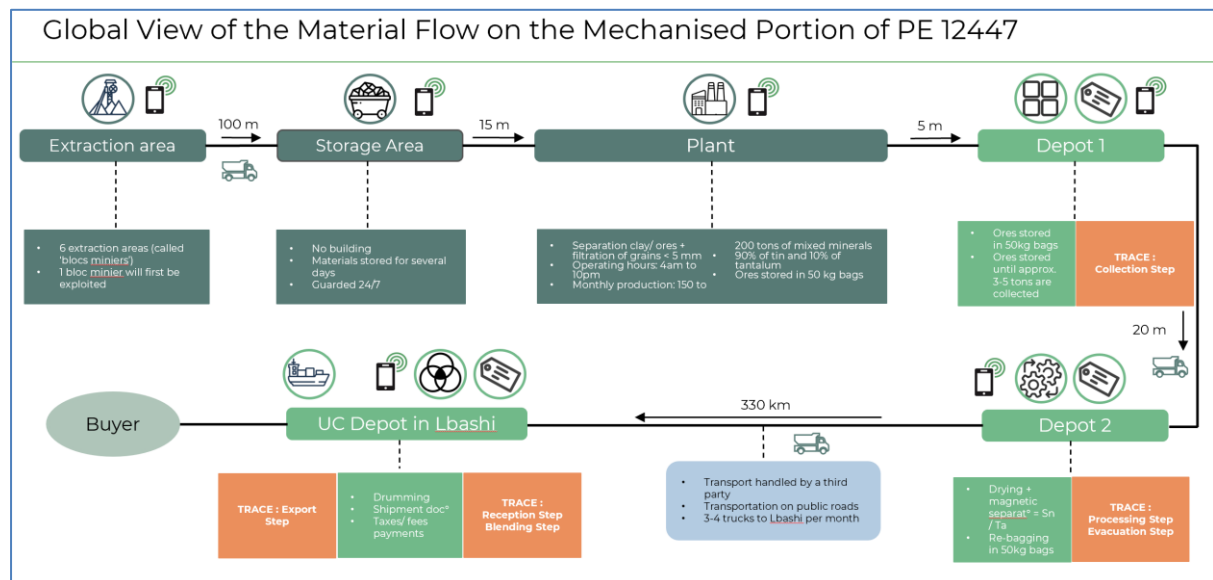 Global View of the Material Flow on the Mechanised Portion of PE 12447
100 m
15 m
5 m
Extraction area
Storage Area
Plant
Depot 1
• 6 extraction areas (called
'blocs miniers')
• 1 bloc minier will first be
exploited
• No building
• Materials stored for several
days
• Guarded 24/7
• Separation clay/ ores +
filtration of grains < 5 mm
• Operating hours: 4am to
10pm
• Monthly production: 150 to
200 tons of mixed minerals
• 90% of tin and 10% of
tantalum
• Ores stored in 50 kg bags
• Ores stored
in 50kg bags
• Ores stored
until approx.
3-5 tons are
collected
TRACE :
Collection Step
20 m
Buyer
UC Depot in Lbashi
330 km
Depot 2
TRACE : Export
Step
• Drumming
• Shipment doc°
• Taxes/ fees
payments
TRACE :
Reception Step
Blending Step
• Transport handled by a third
party
• Transportation on public roads
• 3-4 trucks to Lbashi per month
• Drying +
magnetic
separat° = Sn
/ Ta
• Re-bagging
in 50kg bags
TRACE :
Processing Step
Evacuation Step